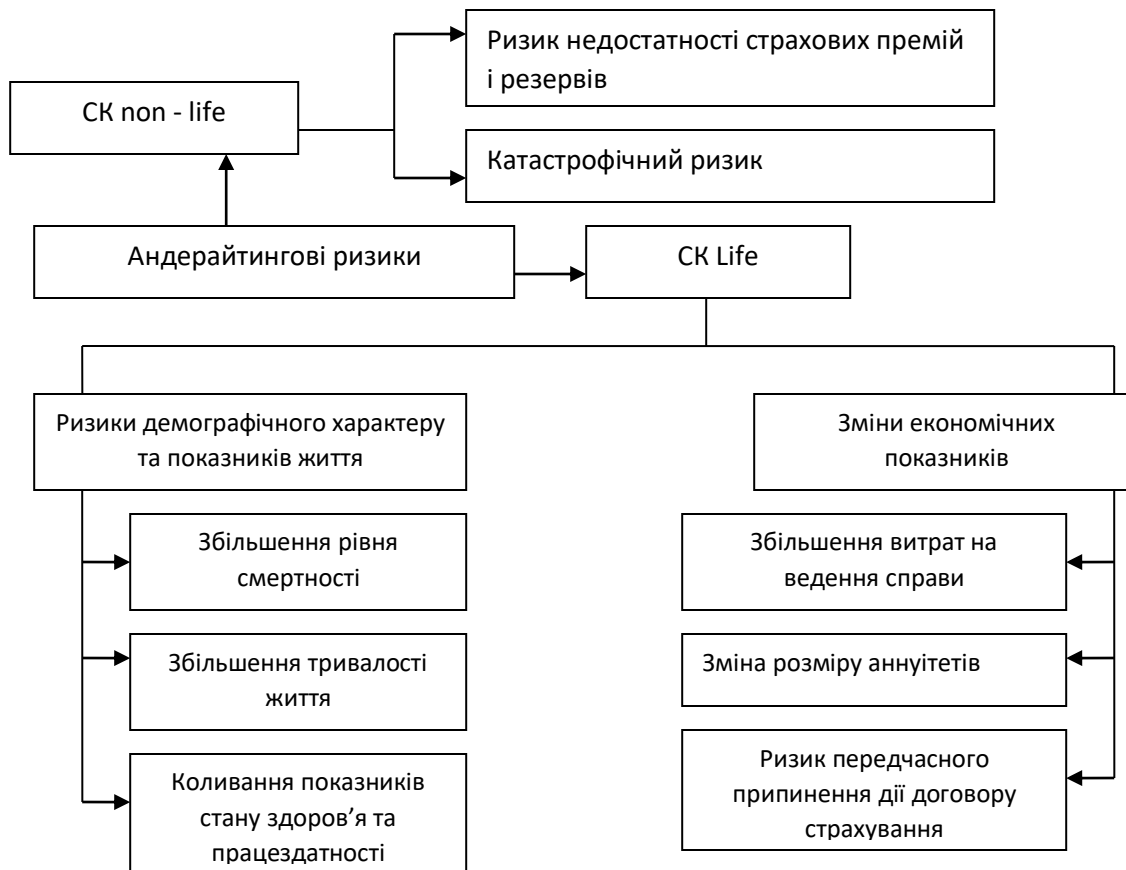 Ризик недостатності страхових премій
і резервів
СК non - life
Катастрофічний ризик
Андерайтингові ризики
СК Life
Ризики демографічного характеру
та показників життя
Зміни економічних
показників
Збільшення рівня
смертності
Збільшення витрат на
ведення справи
Збільшення тривалості
життя
Зміна розміру аннуітетів
Коливання показників
стану здоров’я та
працездатності
Ризик передчасного
припинення дії договору
страхування